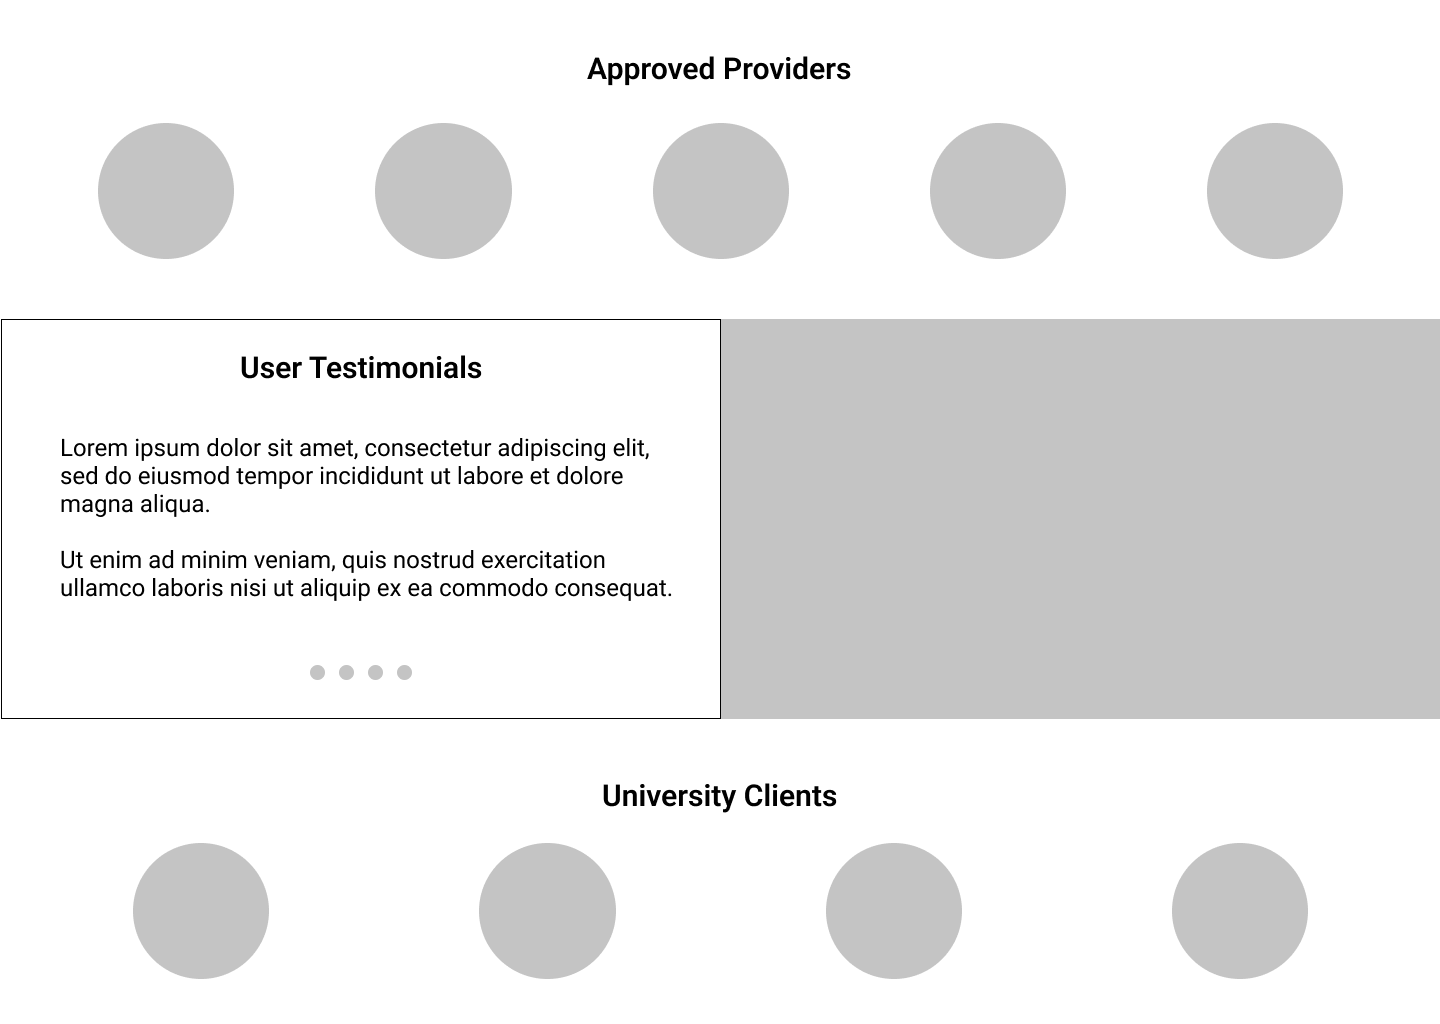 Approved Providers
User Testimonials
Lorem ipsum dolor sit amet, consectetur adipiscing elit,
sed do eiusmod tempor incididunt ut labore et dolore
magna aliqua.
Ut enim ad minim veniam, quis nostrud exercitation
ullamco laboris nisi ut aliquip ex ea commodo consequat.
University Clients